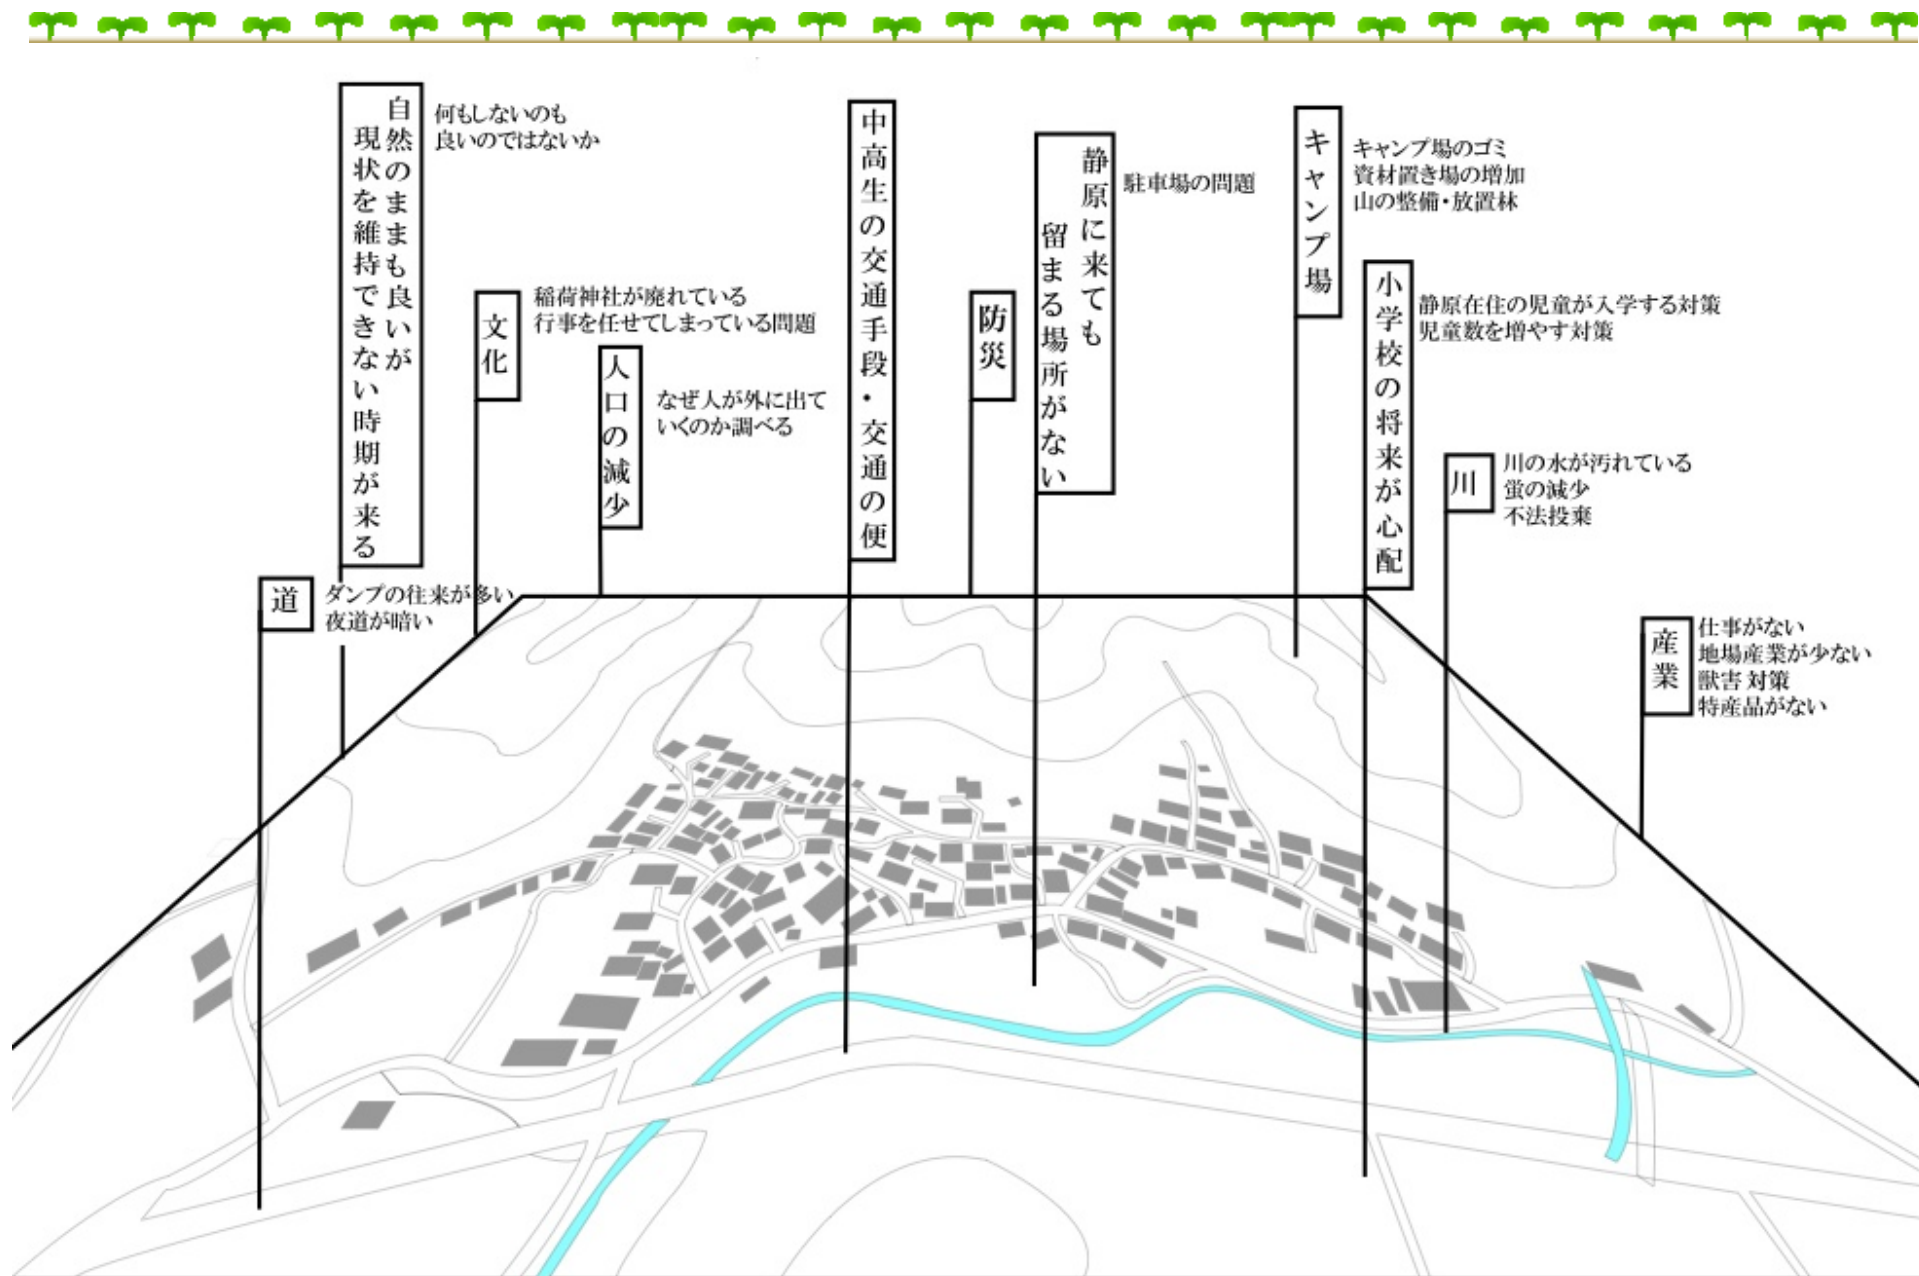 自然のままも良いが
現状を維持できない時期が来る
何もしないのも
良いのではないか
文化
稲荷神社が廃れている
行事を任せてしまっている問題
人口の減少
なぜ人が外に出て
いくのか調べる
中高生の交通手段・交通の便
防災
静原に来ても
留まる場所がない
駐車場の問題
キャンプ場
キャンプ場のゴミ
資材置き場の増加
山の整備・放置林
小学校の将来が心配
静原在住の児童が入学する対策
児童数を増やす対策
川
川の水が汚れている
蛍の減少
不法投棄
道
ダンプの往来が多い
夜道が暗い
産業
仕事がない
地場産業が少ない
獣害 対策
特産品がない